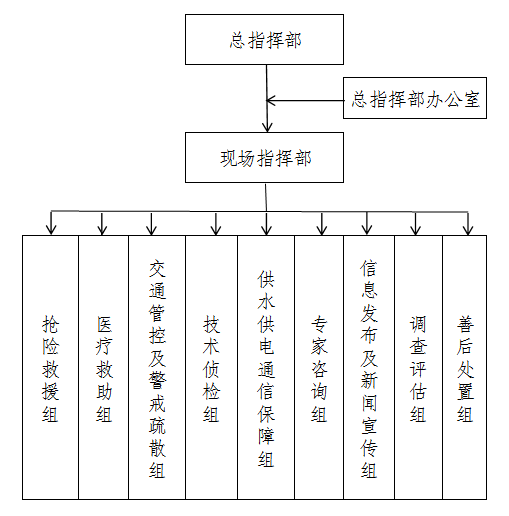 总指挥部
总指挥部办公室
现场指挥部
抢险救援组
医疗救助组
交通管控及警戒疏散组
技术侦检组
供水供电通信保障组
专家咨询组
信息发布及新闻宣传组
调查评估组
善后处置组